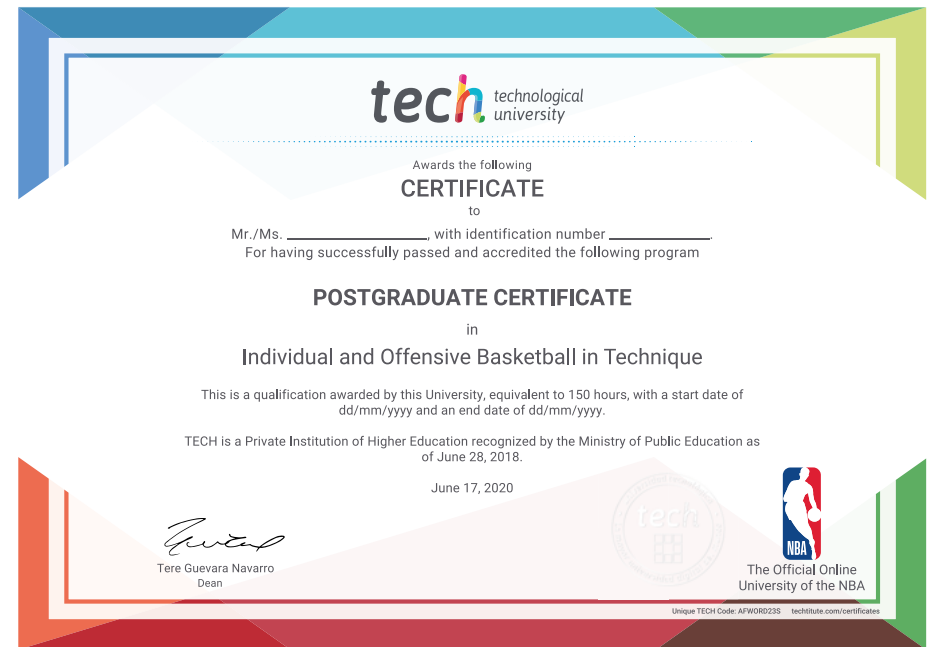 tech technological
university
Awards the following
CERTIFICATE
to
Mr./Ms. ____________________, with identification number ______________.
For having successfully passed and accredited the following program
POSTGRADUATE CERTIFICATE
in
Individual and Offensive Basketball in Technique
This is a qualification awarded by this University, equivalent to 150 hours, with a start date of
dd/mm/yyyy and an end date of dd/mm/yyyy.
TECH is a Private Institution of Higher Education recognized by the Ministry of Public Education as
of June 28, 2018.
June 17, 2020
tech
NBA
Tere Guevara Navarro
Dean
The Official Online
University of the NBA
Unique TECH Code: AFWORD23S techtitute.com/certificates